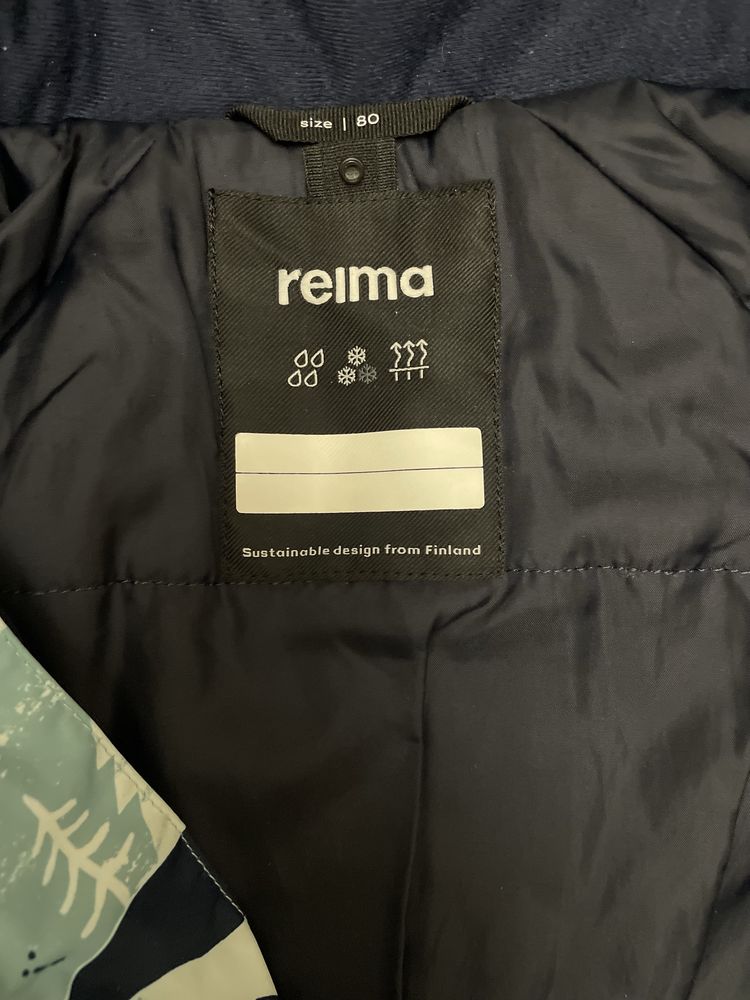 size | 80
reima
Sustainable design from Finland